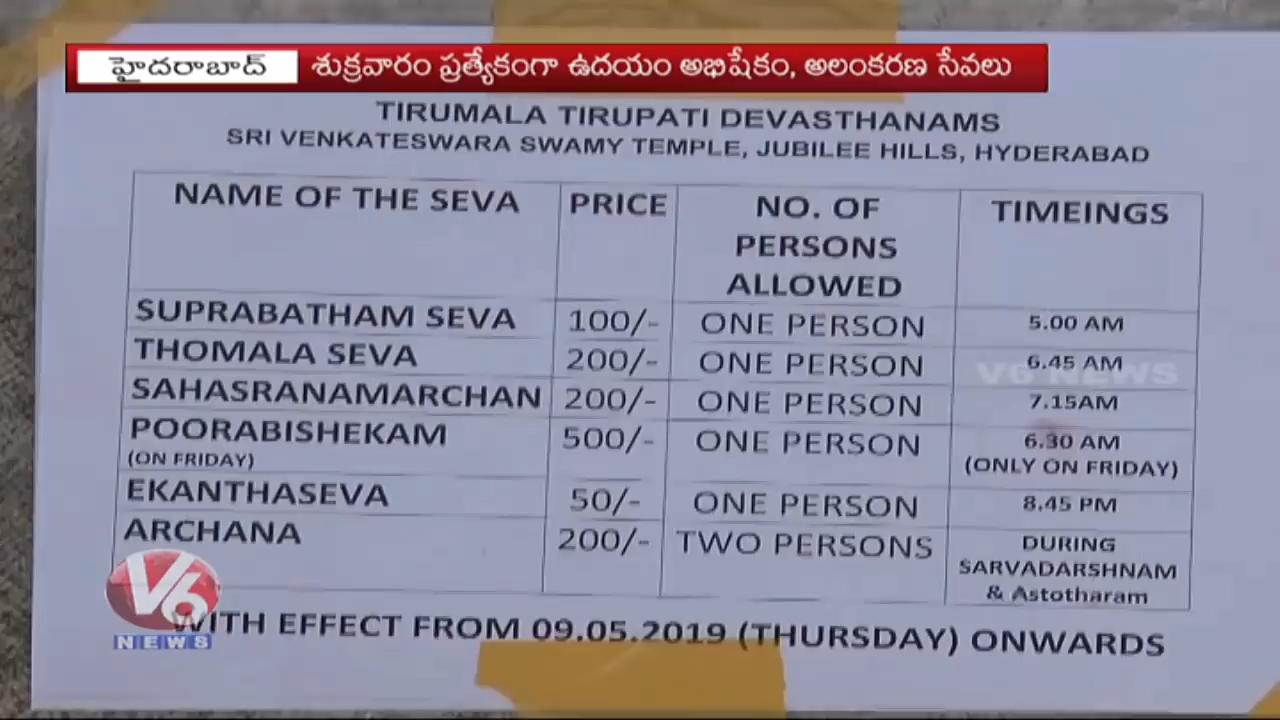 హైదరాబాద్ శుక్రవారం ప్రత్యేకంగా ఉదయం అభిషేకం, అలంకరణ సేవలు
TIRUMALA TIRUPATI DEVASTHANAMS
SRI VENKATESWARA SWAMY TEMPLE, JUBILEE HILLS, HYDERABAD
NAME OF THE SEVA PRICE NO. OF PERSONS ALLOWED TIMEINGS
SUPRABATHAM SEVA 100/- ONE PERSON 5.00 AM
THOMALA SEVA 200/- ONE PERSON 6.45 AM
V6 NEWS
SAHASRANAMARCHAN 200/- ONE PERSON 7.15AM
POORABISHEKAM 500/- ONE PERSON 6.30 AM
(ON FRIDAY) (ONLY ON FRIDAY)
EKANTHASEVA 50/- ONE PERSON 8.45 PM
ARCHANA 200/- TWO PERSONS DURING
SARVADARSHNAM
& Astotharam
WITH EFFECT FROM 09.05.2019 (THURSDAY) ONWARDS
V6
NEWS